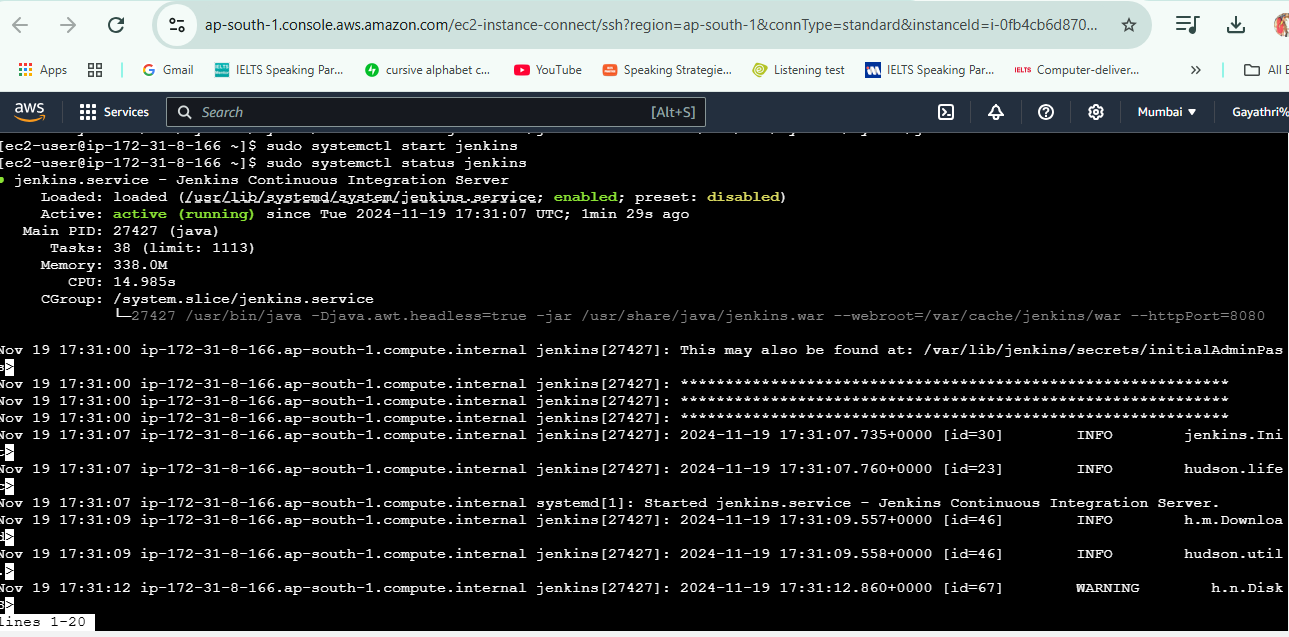 ap-south-1.console.aws.amazon.com/ec2-instance-connect/ssh?region=ap-south-1&connType=standard&instanceId=i-0fb4cb6d870...
Apps Gmail IELTS Speaking Par... cursive alphabet c... YouTube Speaking Strategie... Listening test IELTS Speaking Par... IELTS Computer-deliver... » All
aws Services Search [Alt+S] Mumbai ▼ Gayathri%
[ec2-user@ip-172-31-8-166 ~]$ sudo systemctl start jenkins
[ec2-user@ip-172-31-8-166 ~]$ sudo systemctl status jenkins
● jenkins.service - Jenkins Continuous Integration Server
Loaded: loaded (/usr/lib/systemd/system/jenkins.service; enabled; preset: disabled)
Active: active (running) since Tue 2024-11-19 17:31:07 UTC; 1min 29s ago
Main PID: 27427 (java)
Tasks: 38 (limit: 1113)
Memory: 338.0M
CPU: 14.985s
CGroup: /system.slice/jenkins.service
└─27427 /usr/bin/java -Djava.awt.headless=true -jar /usr/share/java/jenkins.war --webroot=/var/cache/jenkins/war --httpPort=8080
Nov 19 17:31:00 ip-172-31-8-166.ap-south-1.compute.internal jenkins[27427]: This may also be found at: /var/lib/jenkins/secrets/initialAdminPas
s>
Nov 19 17:31:00 ip-172-31-8-166.ap-south-1.compute.internal jenkins[27427]: *************************************************************
Nov 19 17:31:00 ip-172-31-8-166.ap-south-1.compute.internal jenkins[27427]: *************************************************************
Nov 19 17:31:00 ip-172-31-8-166.ap-south-1.compute.internal jenkins[27427]: *************************************************************
Nov 19 17:31:07 ip-172-31-8-166.ap-south-1.compute.internal jenkins[27427]: 2024-11-19 17:31:07.735+0000 [id=30] INFO jenkins.Ini
t>
Nov 19 17:31:07 ip-172-31-8-166.ap-south-1.compute.internal jenkins[27427]: 2024-11-19 17:31:07.760+0000 [id=23] INFO hudson.life
c>
Nov 19 17:31:07 ip-172-31-8-166.ap-south-1.compute.internal systemd[1]: Started jenkins.service - Jenkins Continuous Integration Server.
Nov 19 17:31:09 ip-172-31-8-166.ap-south-1.compute.internal jenkins[27427]: 2024-11-19 17:31:09.557+0000 [id=46] INFO h.m.Downloa
d>
Nov 19 17:31:09 ip-172-31-8-166.ap-south-1.compute.internal jenkins[27427]: 2024-11-19 17:31:09.558+0000 [id=46] INFO hudson.util
.>
Nov 19 17:31:12 ip-172-31-8-166.ap-south-1.compute.internal jenkins[27427]: 2024-11-19 17:31:12.860+0000 [id=67] WARNING h.n.Disk
S>
lines 1-20